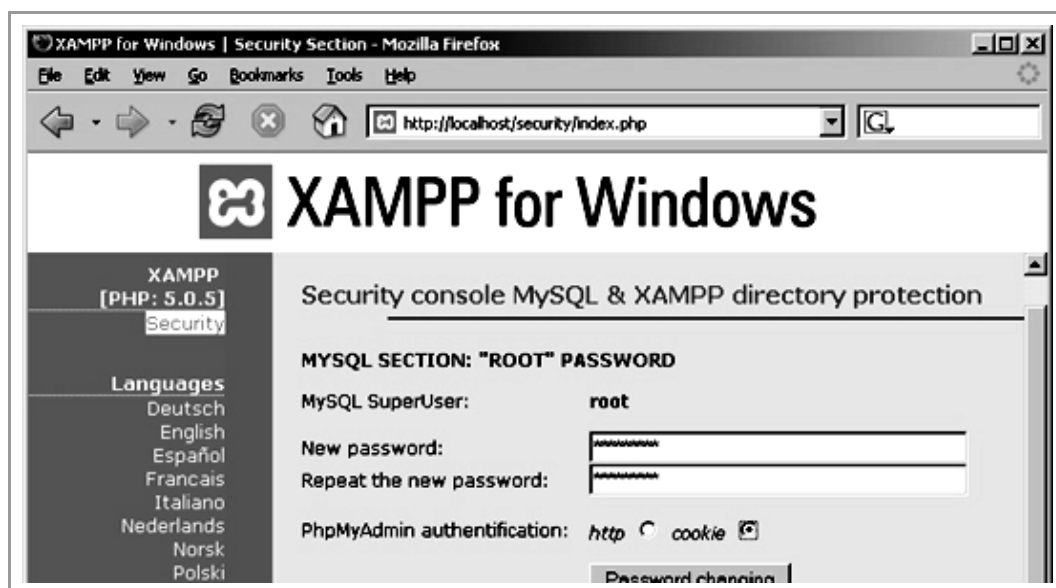 XAMPP for Windows | Security Section - Mozilla Firefox
File Edit View Go Bookmarks Tools Help
http://localhost/security/index.php
G
XAMPP for Windows
XAMPP
[PHP: 5.0.5]
Security
Languages
Deutsch
English
Español
Francais
Italiano
Nederlands
Norsk
Polski
Security console MySQL & XAMPP directory protection
MYSQL SECTION: "ROOT" PASSWORD
MySQL SuperUser: root
New password: *********
Repeat the new password: *********
PhpMyAdmin authentification: http cookie
Password changing